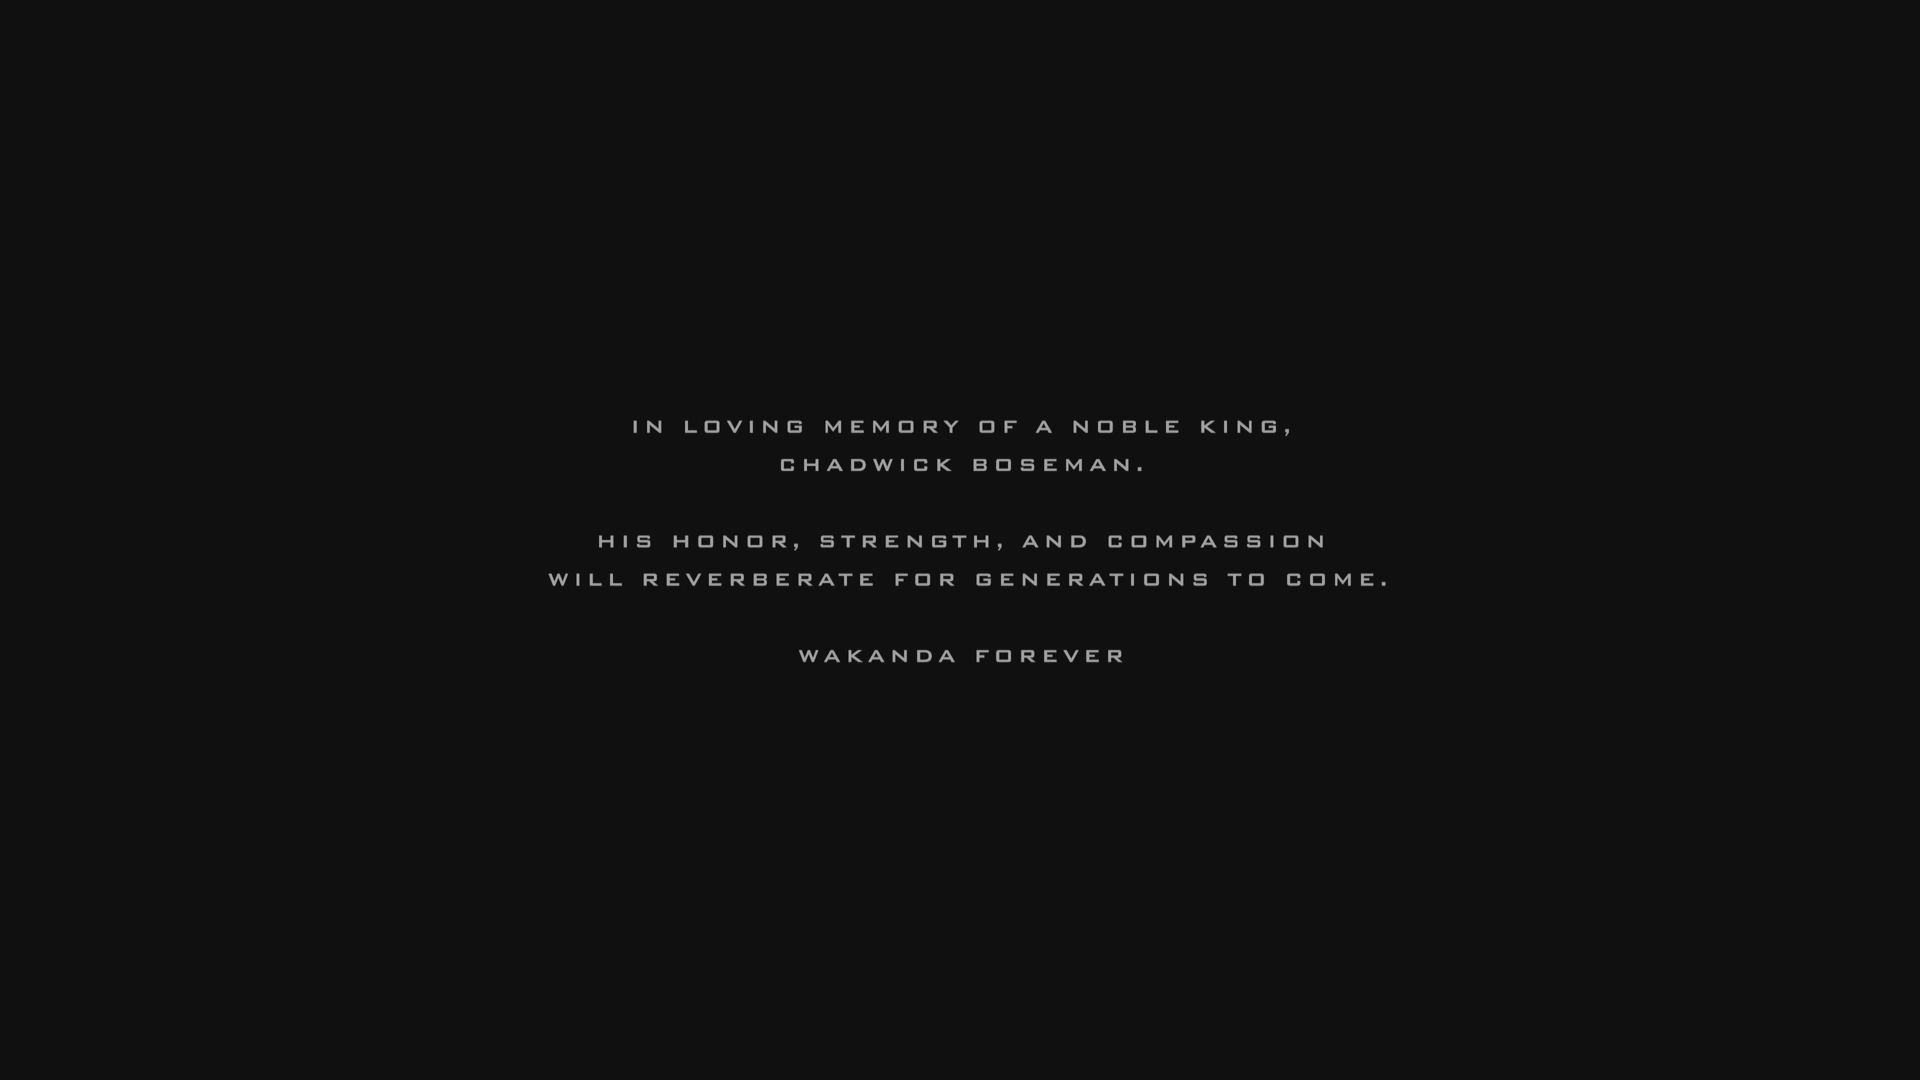 IN LOVING MEMORY OF A NOBLE KING,
CHADWICK BOSEMAN.
HIS HONOR, STRENGTH, AND COMPASSION
WILL REVERBERATE FOR GENERATIONS TO COME.
WAKANDA FOREVER